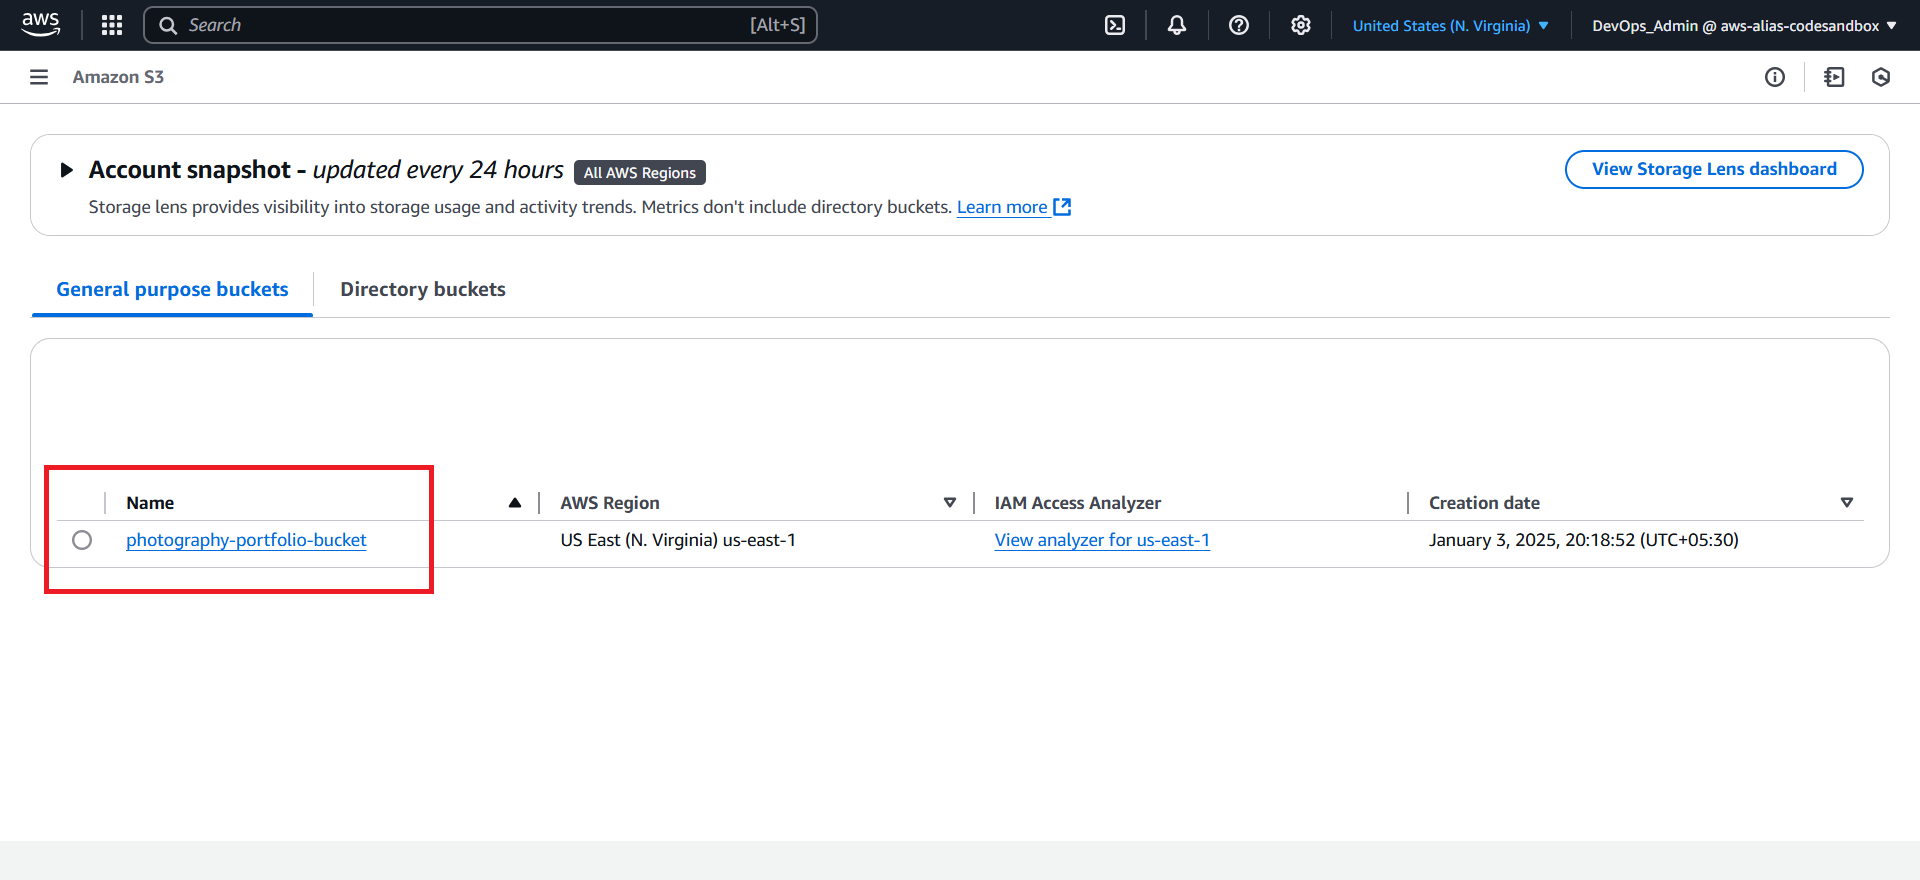 aws Search [Alt+S] United States (N. Virginia) DevOps_Admin @ aws-alias-codesandbox
Amazon S3
Account snapshot - updated every 24 hours All AWS Regions View Storage Lens dashboard
Storage lens provides visibility into storage usage and activity trends. Metrics don't include directory buckets. Learn more
General purpose buckets Directory buckets
Name AWS Region IAM Access Analyzer Creation date
photography-portfolio-bucket US East (N. Virginia) us-east-1 View analyzer for us-east-1 January 3, 2025, 20:18:52 (UTC+05:30)